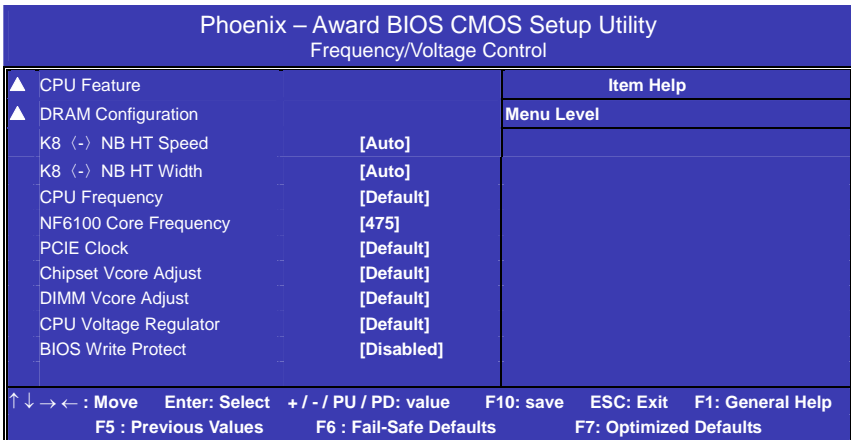 Phoenix – Award BIOS CMOS Setup Utility
Frequency/Voltage Control
▲ CPU Feature Item Help
▲ DRAM Configuration Menu Level
K8〈-〉NB HT Speed [Auto]
K8〈-〉NB HT Width [Auto]
CPU Frequency [Default]
NF6100 Core Frequency [475]
PCIE Clock [Default]
Chipset Vcore Adjust [Default]
DIMM Vcore Adjust [Default]
CPU Voltage Regulator [Default]
BIOS Write Protect [Disabled]
↑↓→← : Move Enter: Select + / - / PU / PD: value F10: save ESC: Exit F1: General Help
F5 : Previous Values F6 : Fail-Safe Defaults F7: Optimized Defaults